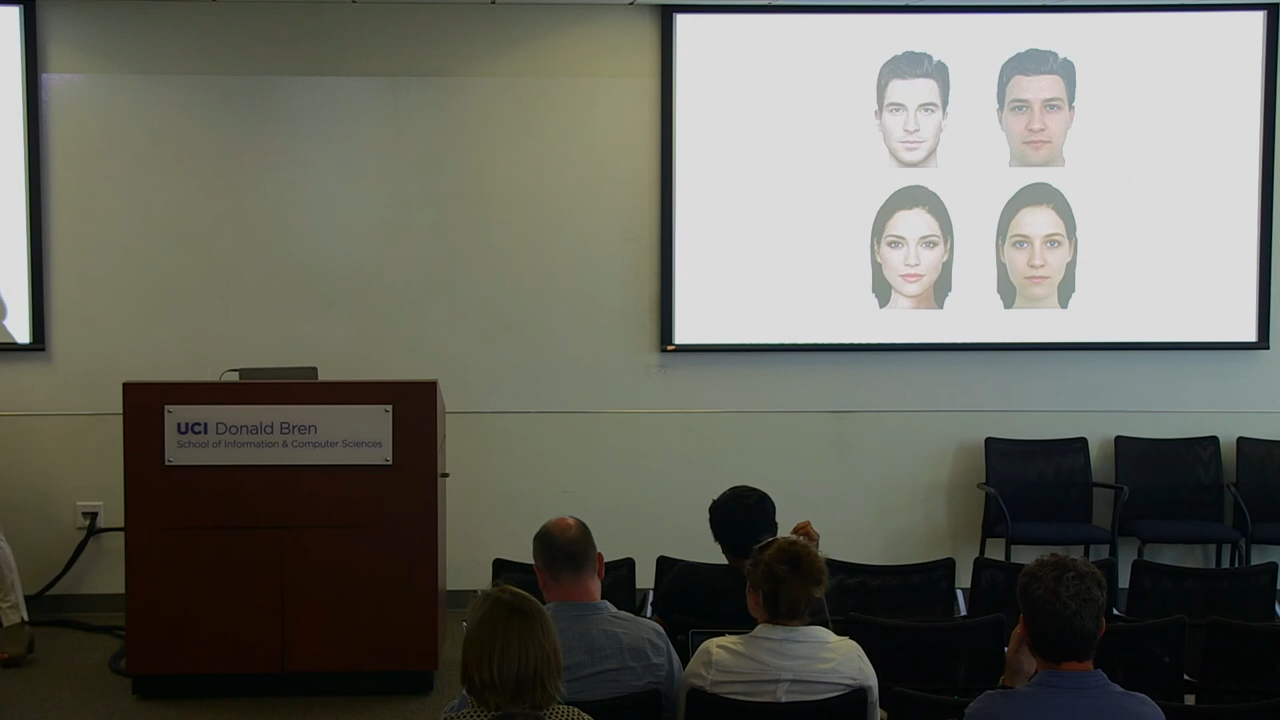 UCI Donald Bren
School of Information & Computer Sciences